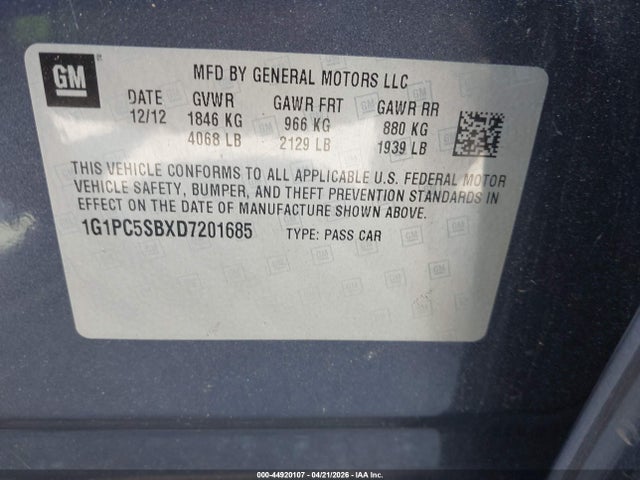 GM
MFD BY GENERAL MOTORS LLC
DATE GVWR GAWR FRT GAWR RR
12/12 1846 KG 966 KG 880 KG
4068 LB 2129 LB 1939 LB
THIS VEHICLE CONFORMS TO ALL APPLICABLE U.S. FEDERAL MOTOR
VEHICLE SAFETY, BUMPER, AND THEFT PREVENTION STANDARDS IN
EFFECT ON THE DATE OF MANUFACTURE SHOWN ABOVE.
1G1PC5SBXD7201685 TYPE: PASS CAR
000-44920107 - 04/21/2026 - IAA Inc.